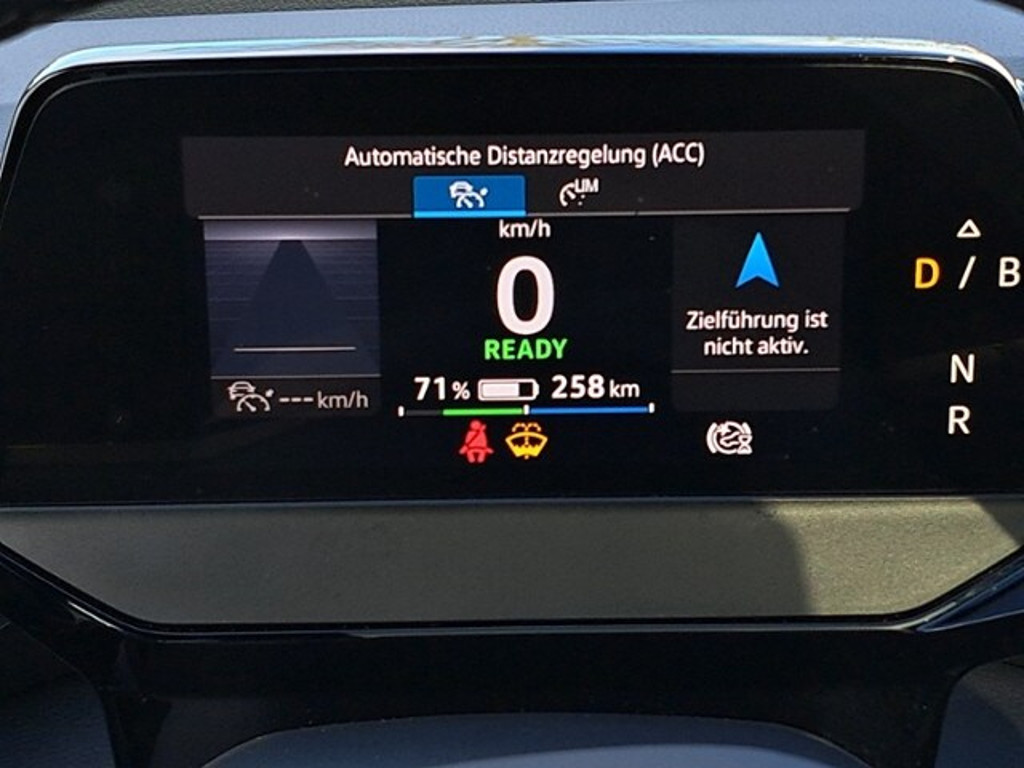 Automatische Distanzregelung (ACC)
LIM
km/h
0
READY
71% 258 km
--- km/h
Zielführung ist
nicht aktiv.
D / B
N
R